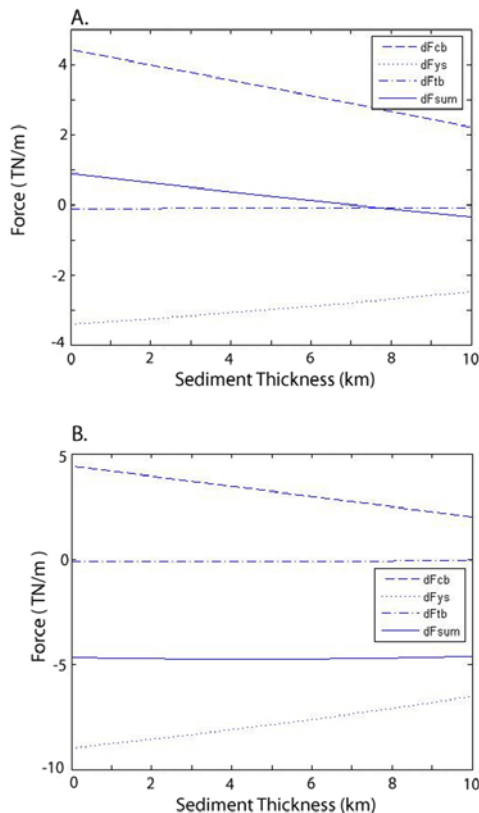 A.
4
2
0
-2
-4
Force ( TN/m )
dFcb
dFys
dFtb
dFsum
0 2 4 6 8 10
Sediment Thickness (km)
B.
5
0
-5
-10
Force ( TN/m )
dFcb
dFys
dFtb
dFsum
0 2 4 6 8 10
Sediment Thickness (km)